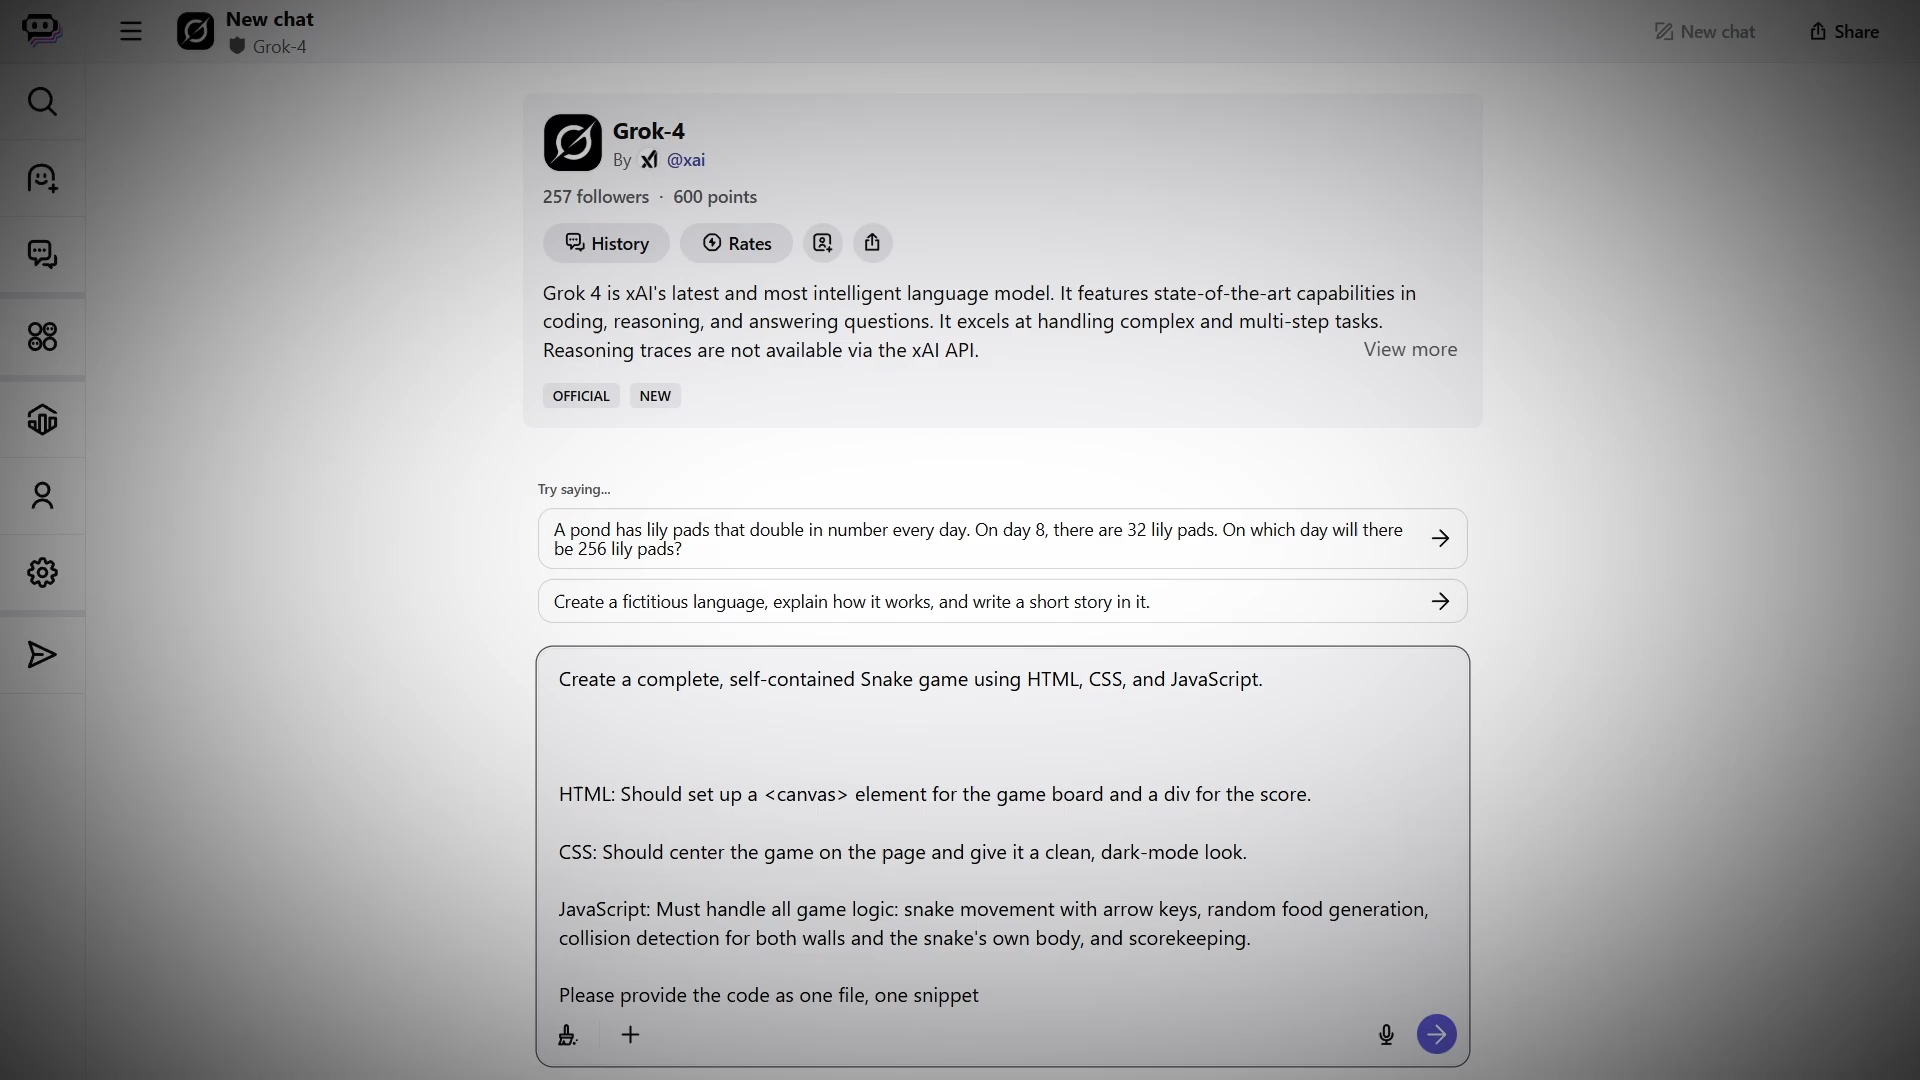 New chat
Grok-4
New chat
Share
Grok-4
By @xai
257 followers · 600 points
History
Rates
Grok 4 is xAI's latest and most intelligent language model. It features state-of-the-art capabilities in
coding, reasoning, and answering questions. It excels at handling complex and multi-step tasks.
Reasoning traces are not available via the xAI API.
View more
OFFICIAL
NEW
Try saying...
A pond has lily pads that double in number every day. On day 8, there are 32 lily pads. On which day will there
be 256 lily pads?
Create a fictitious language, explain how it works, and write a short story in it.
Create a complete, self-contained Snake game using HTML, CSS, and JavaScript.
HTML: Should set up a <canvas> element for the game board and a div for the score.
CSS: Should center the game on the page and give it a clean, dark-mode look.
JavaScript: Must handle all game logic: snake movement with arrow keys, random food generation,
collision detection for both walls and the snake's own body, and scorekeeping.
Please provide the code as one file, one snippet